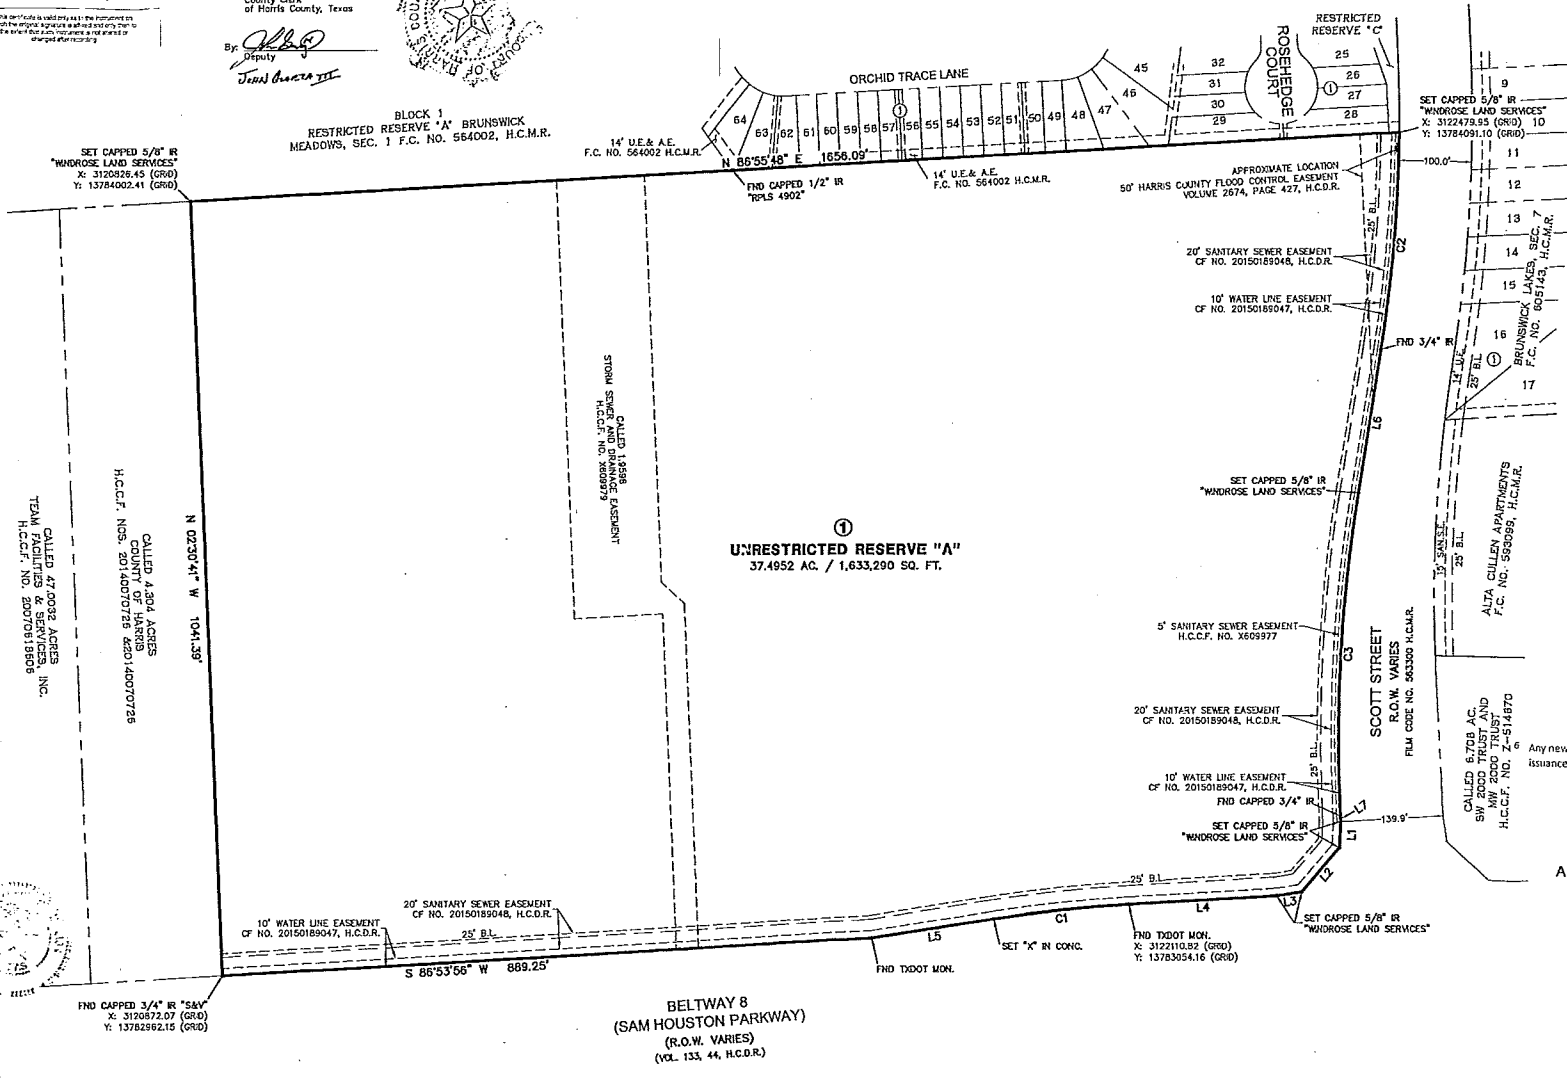 County Clerk
of Harris County, Texas
By:
Deputy
JOHN GARZA III
BLOCK 1
RESTRICTED RESERVE "A" BRUNSWICK
MEADOWS, SEC. 1 F.C. NO. 564002, H.C.M.R.
SET CAPPED 5/8" IR
"WINDROSE LAND SERVICES"
X: 3120826.45 (GRID)
Y: 13784002.41 (GRID)
14' U.E.& A.E.
F.C. NO. 564002 H.C.M.R.
N 86°55'48" E 1656.09'
FND CAPPED 1/2" IR
"RPLS 4902"
14' U.E.& A.E.
F.C. NO. 564002 H.C.M.R.
ORCHID TRACE LANE
64 63 62 61 60 59 58 57 1 56 55 54 53 52 51 50 49 48 47 46 45
32
31
30
29
ROSEHEDGE
COURT
RESTRICTED
RESERVE "C"
25
26
27
28
1
SET CAPPED 5/8" IR
"WINDROSE LAND SERVICES"
X: 3122479.95 (GRID)
Y: 13784091.10 (GRID)
9
10
11
12
13
14
15
16
17
1
100.0'
APPROXIMATE LOCATION
50' HARRIS COUNTY FLOOD CONTROL EASEMENT
VOLUME 2674, PAGE 427, H.C.D.R.
25' B.L.
20' SANITARY SEWER EASEMENT
CF NO. 20150189048, H.C.D.R.
C2
10' WATER LINE EASEMENT
CF NO. 20150189047, H.C.D.R.
FND 3/4" IR
BRUNSWICK LAKES, SEC. 7
F.C. NO. 605143, H.C.M.R.
14' U.E.
25' B.L.
L6
STORM SEWER AND DRAINAGE EASEMENT
CALLED 1.9596
H.C.C.F. NO. X609979
SET CAPPED 5/8" IR
"WINDROSE LAND SERVICES"
1
UNRESTRICTED RESERVE "A"
37.4952 AC. / 1,633,290 SQ. FT.
N 02°30'41" W 1041.39'
CALLED 4.304 ACRES
COUNTY OF HARRIS
H.C.C.F. NOS. 20140070725 &20140070726
CALLED 47.0032 ACRES
TEAM FACILITIES & SERVICES, INC.
H.C.C.F. NO. 20070618606
15' SAN.S.E.
25' B.L.
ALTA CULLEN APARTMENTS
F.C. NO. 593099, H.C.M.R.
5' SANITARY SEWER EASEMENT
H.C.C.F. NO. X609977
C3
SCOTT STREET
R.O.W. VARIES
FILM CODE NO. 563300 H.C.M.R.
20' SANITARY SEWER EASEMENT
CF NO. 20150189048, H.C.D.R.
CALLED 6.708 AC.
SW 2000 TRUST AND
MW 2000 TRUST
H.C.C.F. NO. Z-514870
6 Any new
issuance
25' B.L.
10' WATER LINE EASEMENT
CF NO. 20150189047, H.C.D.R.
FND CAPPED 3/4" IR
L7
SET CAPPED 5/8" IR
"WINDROSE LAND SERVICES"
L1
139.9'
L2
A
25' B.L.
L3
L4
SET CAPPED 5/8" IR
"WINDROSE LAND SERVICES"
20' SANITARY SEWER EASEMENT
CF NO. 20150189048, H.C.D.R.
10' WATER LINE EASEMENT
CF NO. 20150189047, H.C.D.R.
25' B.L.
L5
C1
SET "X" IN CONC.
FND TXDOT MON.
X: 3122110.82 (GRID)
Y: 13783054.16 (GRID)
S 86°53'56" W 889.25'
FND TXDOT MON.
FND CAPPED 3/4" IR "S&V"
X: 3120872.07 (GRID)
Y: 13782962.15 (GRID)
BELTWAY 8
(SAM HOUSTON PARKWAY)
(R.O.W. VARIES)
(VOL. 133, 44, H.C.D.R.)